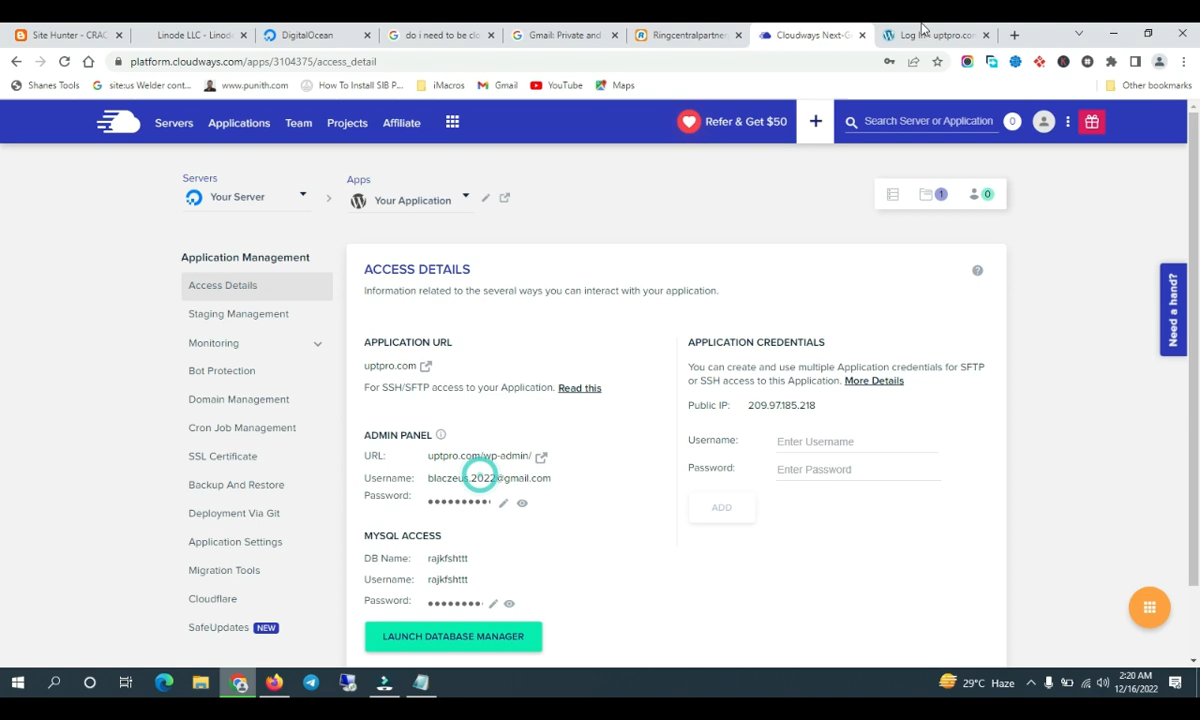 Site Hunter - CRAC
Linode LLC - Linod
DigitalOcean
do i need to be clo
Gmail: Private and
Ringcentralpartner
Cloudways Next-G
Log In ‹ uptpro.com
platform.cloudways.com/apps/3104375/access_detail
Shanes Tools
site:us Welder cont...
www.punith.com
How To Install SIB P...
iMacros
Gmail
YouTube
Maps
Other bookmarks
Servers
Applications
Team
Projects
Affiliate
Refer & Get $50
+
Search Server or Application
0
Servers
Your Server
Apps
Your Application
1
0
Application Management
Access Details
Staging Management
Monitoring
Bot Protection
Domain Management
Cron Job Management
SSL Certificate
Backup And Restore
Deployment Via Git
Application Settings
Migration Tools
Cloudflare
SafeUpdates NEW
ACCESS DETAILS
Information related to the several ways you can interact with your application.
APPLICATION URL
uptpro.com
For SSH/SFTP access to your Application. Read this
ADMIN PANEL
URL: uptpro.com/wp-admin/
Username: blaczeus.2022@gmail.com
Password: ••••••••••
MYSQL ACCESS
DB Name: rajkfshttt
Username: rajkfshttt
Password: •••••••••
LAUNCH DATABASE MANAGER
APPLICATION CREDENTIALS
You can create and use multiple Application credentials for SFTP
or SSH access to this Application. More Details
Public IP: 209.97.185.218
Username: Enter Username
Password: Enter Password
ADD
Need a hand?
29°C Haze
2:20 AM
12/16/2022